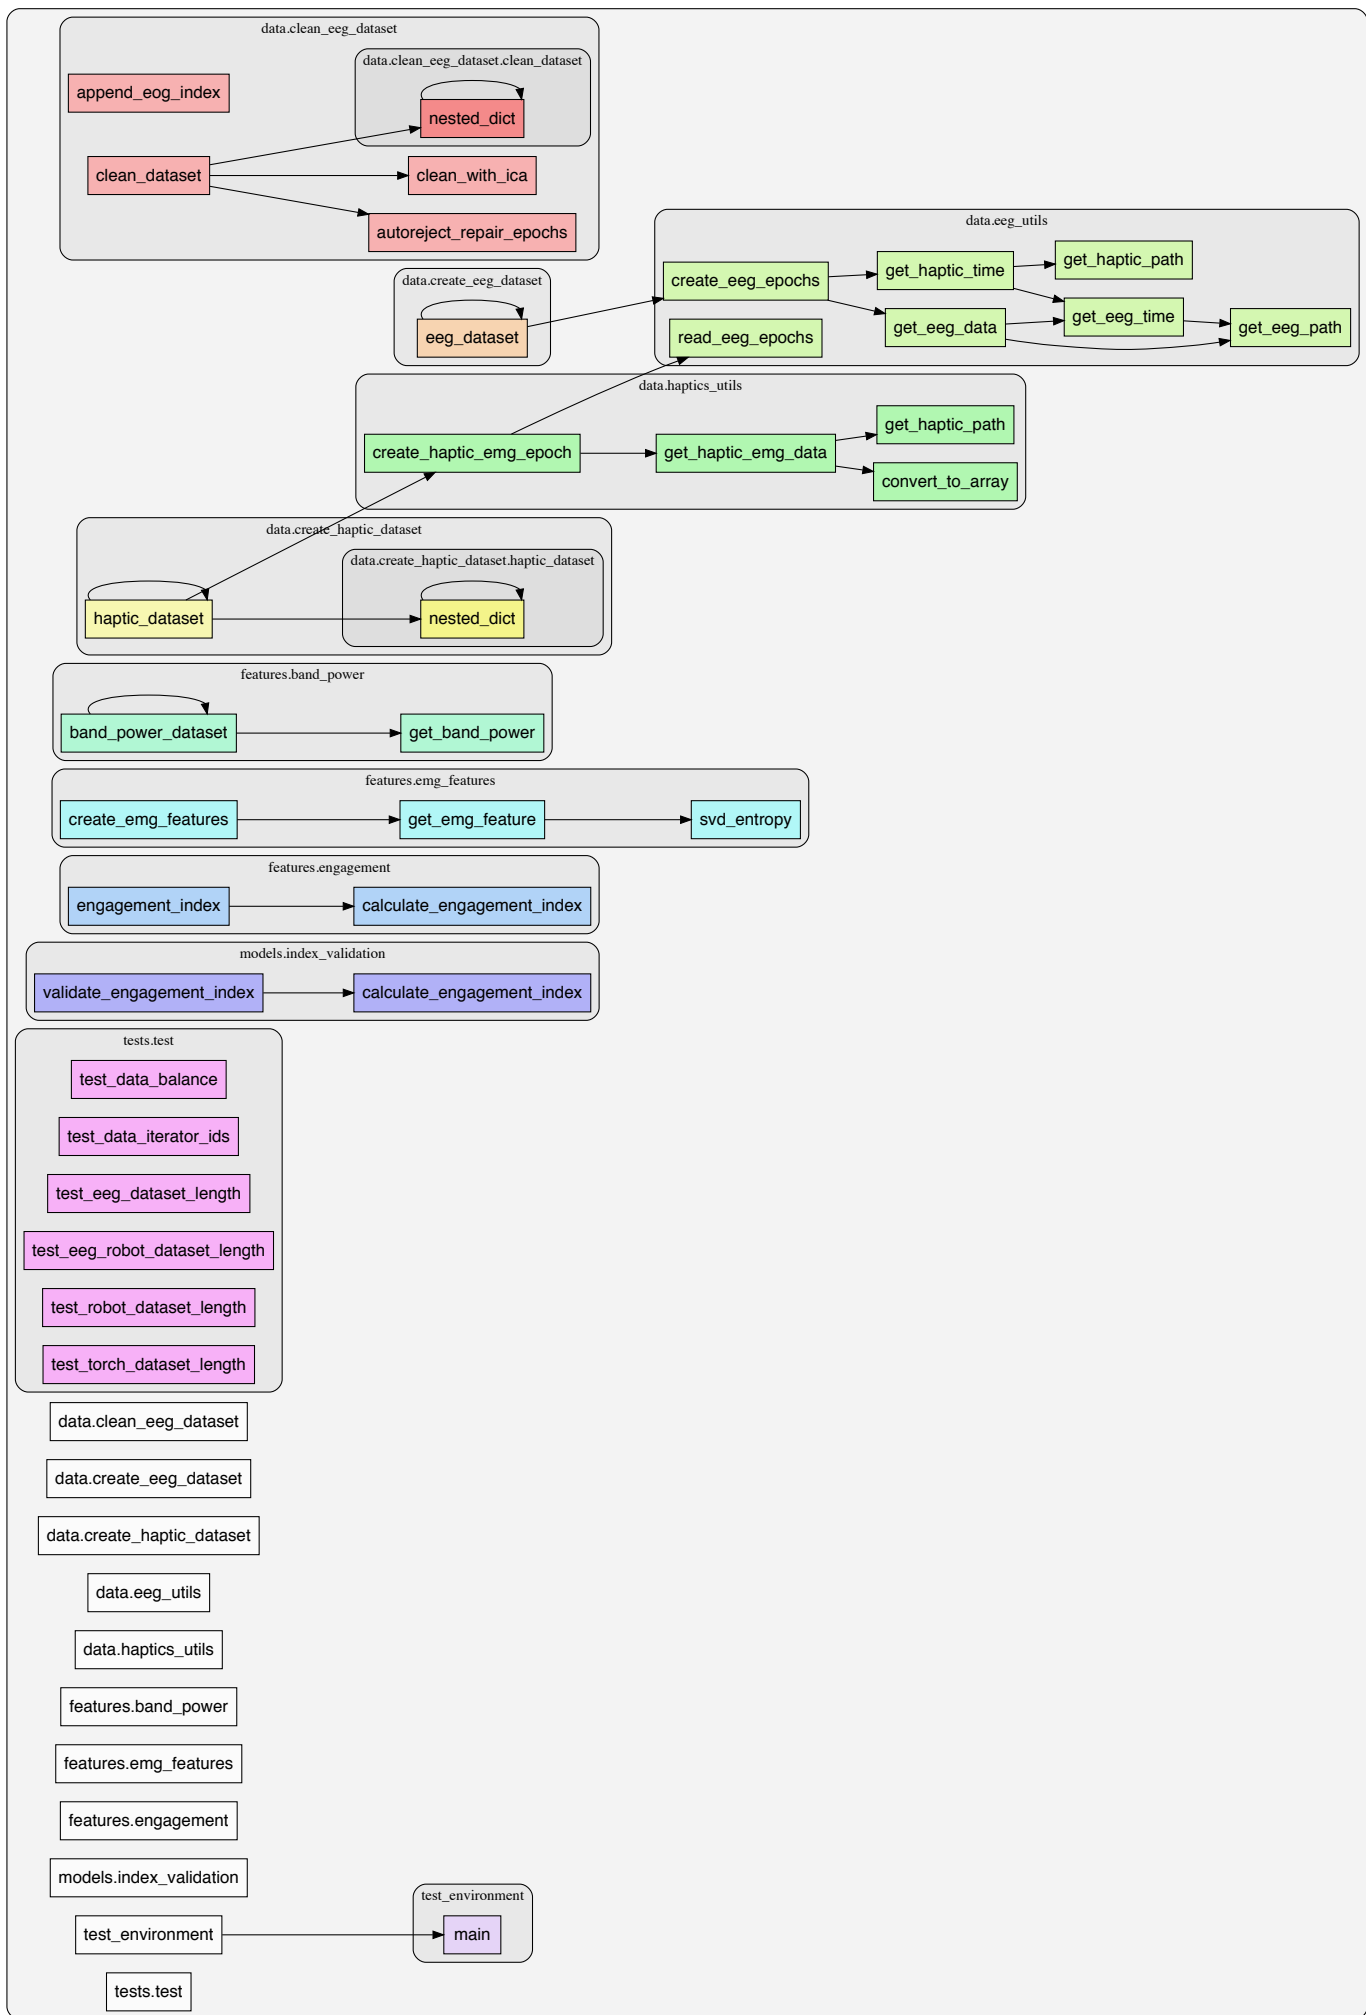 data.clean_eeg_dataset
data.clean_eeg_dataset.clean_dataset
append_eog_index
nested_dict
clean_dataset
clean_with_ica
autoreject_repair_epochs
data.eeg_utils
create_eeg_epochs
get_haptic_time
get_haptic_path
get_eeg_data
get_eeg_time
get_eeg_path
read_eeg_epochs
data.create_eeg_dataset
eeg_dataset
data.haptics_utils
create_haptic_emg_epoch
get_haptic_emg_data
get_haptic_path
convert_to_array
data.create_haptic_dataset
data.create_haptic_dataset.haptic_dataset
haptic_dataset
nested_dict
features.band_power
band_power_dataset
get_band_power
features.emg_features
create_emg_features
get_emg_feature
svd_entropy
features.engagement
engagement_index
calculate_engagement_index
models.index_validation
validate_engagement_index
calculate_engagement_index
tests.test
test_data_balance
test_data_iterator_ids
test_eeg_dataset_length
test_eeg_robot_dataset_length
test_robot_dataset_length
test_torch_dataset_length
data.clean_eeg_dataset
data.create_eeg_dataset
data.create_haptic_dataset
data.eeg_utils
data.haptics_utils
features.band_power
features.emg_features
features.engagement
models.index_validation
test_environment
test_environment
main
tests.test